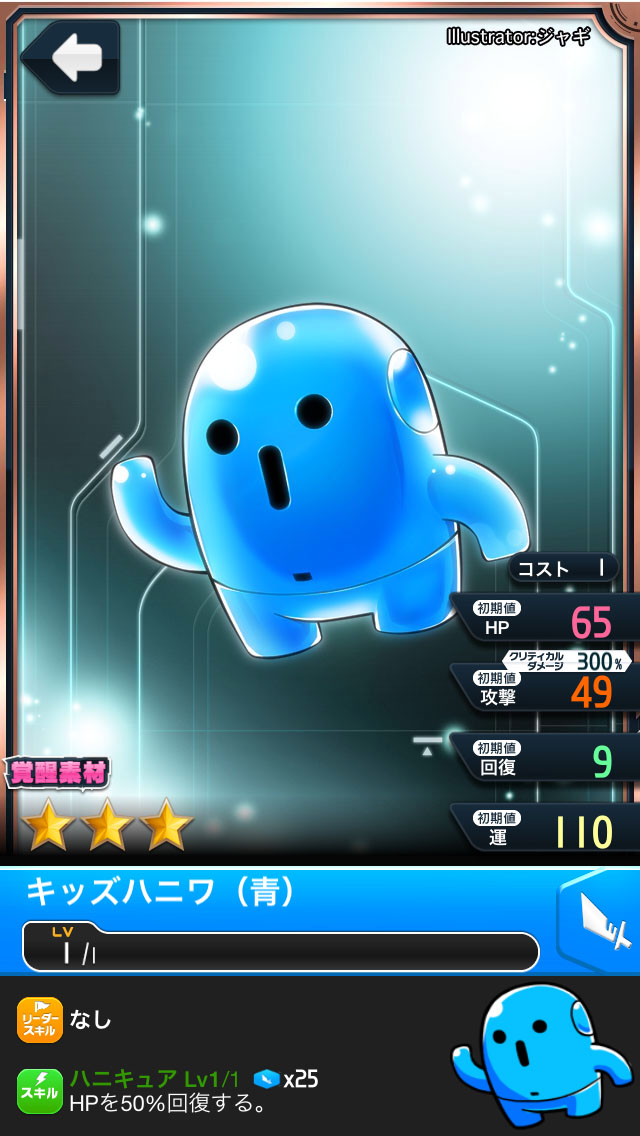 Illustrator:ジャギ
コスト 1
初期値
HP 65
クリティカル
ダメージ 300%
初期値
攻撃 49
初期値
回復 9
初期値
運 110
覚醒素材
キッズハニワ（青）
LV
1/1
リーダー
スキル
なし
スキル
ハニキュア Lv1/1 x25
HPを50%回復する。